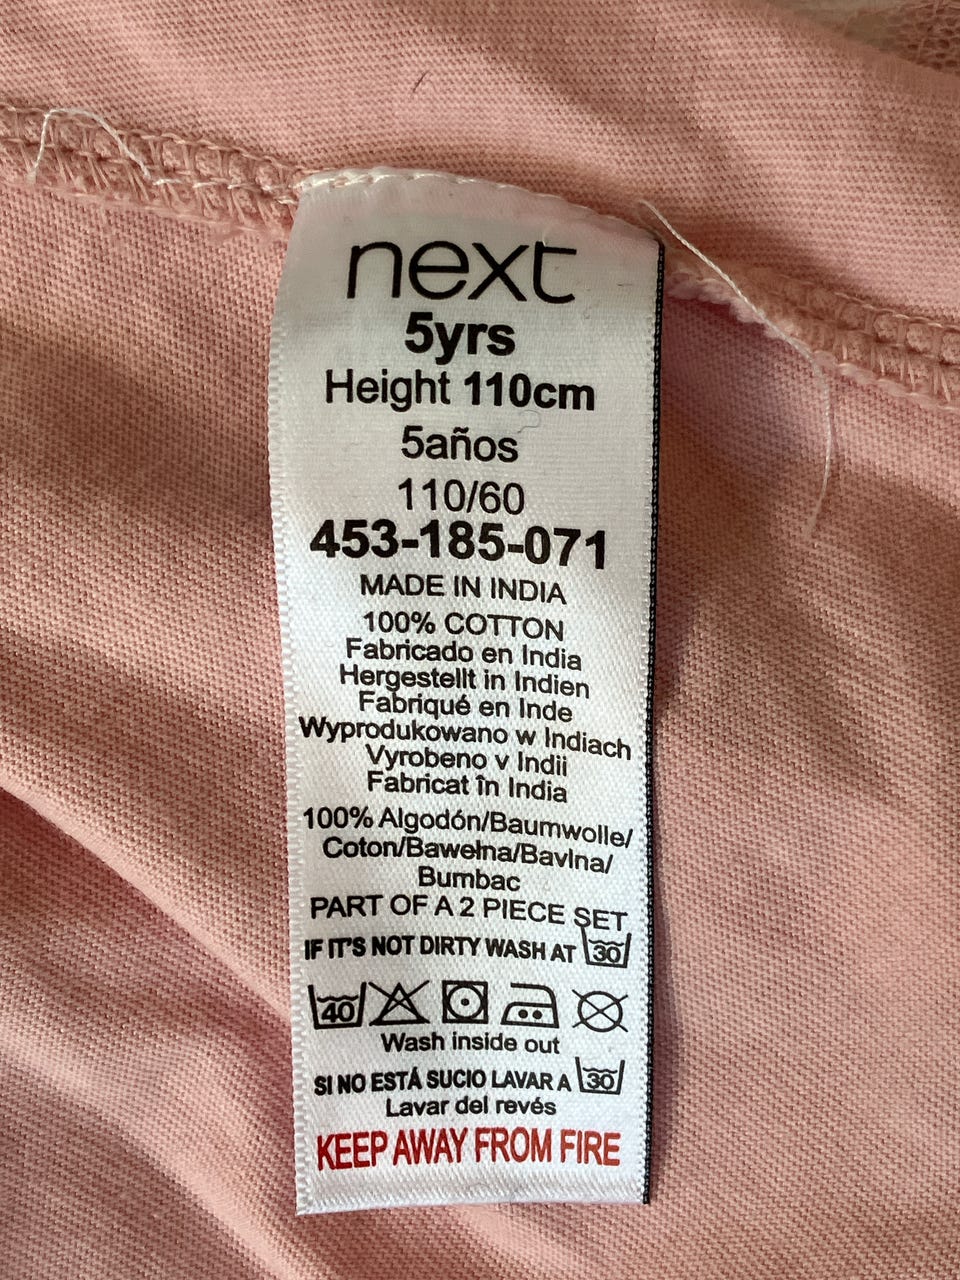 next
5yrs
Height 110cm
5años
110/60
453-185-071
MADE IN INDIA
100% COTTON
Fabricado en India
Hergestellt in Indien
Fabriqué en Inde
Wyprodukowano w Indiach
Vyrobeno v Indii
Fabricat în India
100% Algodón/Baumwolle/
Coton/Bawełna/Bavlna/
Bumbac
PART OF A 2 PIECE SET
IF IT'S NOT DIRTY WASH AT 30
40
Wash inside out
SI NO ESTÁ SUCIO LAVAR A 30
Lavar del revés
KEEP AWAY FROM FIRE